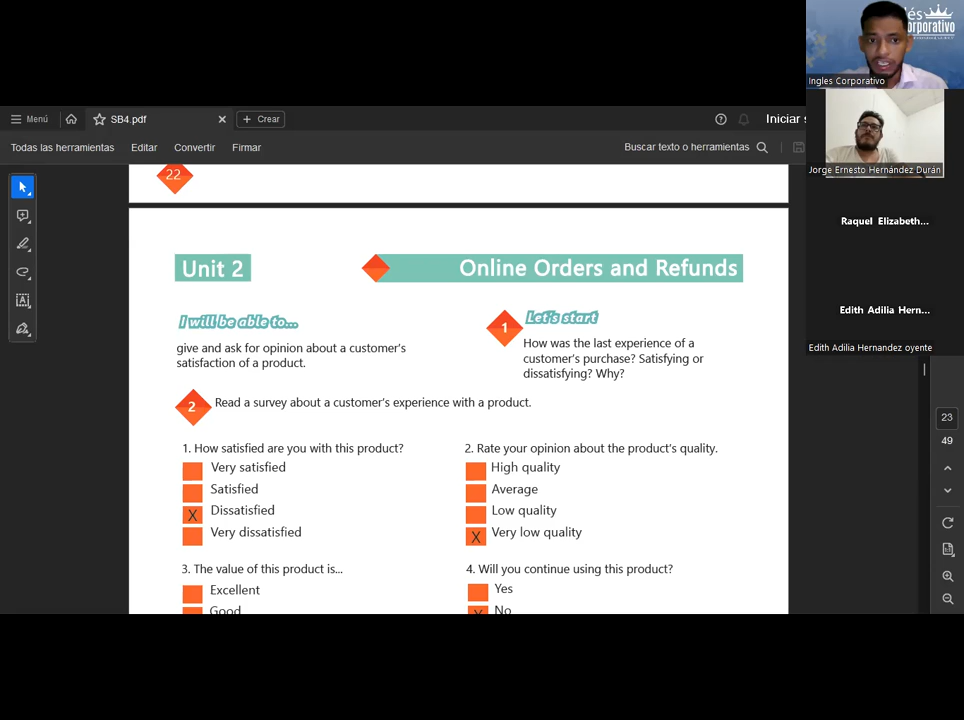 és
orporativo
Ingles Corporativo
Menú
SB4.pdf
Crear
Iniciar s
Todas las herramientas
Editar
Convertir
Firmar
Buscar texto o herramientas
Jorge Ernesto Hernández Durán
22
Raquel Elizabeth...
Unit 2
Online Orders and Refunds
Edith Adilia Hern...
I will be able to...
1
Let's start
give and ask for opinion about a customer's
satisfaction of a product.
How was the last experience of a
customer's purchase? Satisfying or
dissatisfying? Why?
Edith Adilia Hernandez oyente
2
Read a survey about a customer's experience with a product.
23
49
1. How satisfied are you with this product?
Very satisfied
Satisfied
X Dissatisfied
Very dissatisfied
2. Rate your opinion about the product's quality.
High quality
Average
Low quality
X Very low quality
3. The value of this product is...
Excellent
Good
4. Will you continue using this product?
Yes
X No